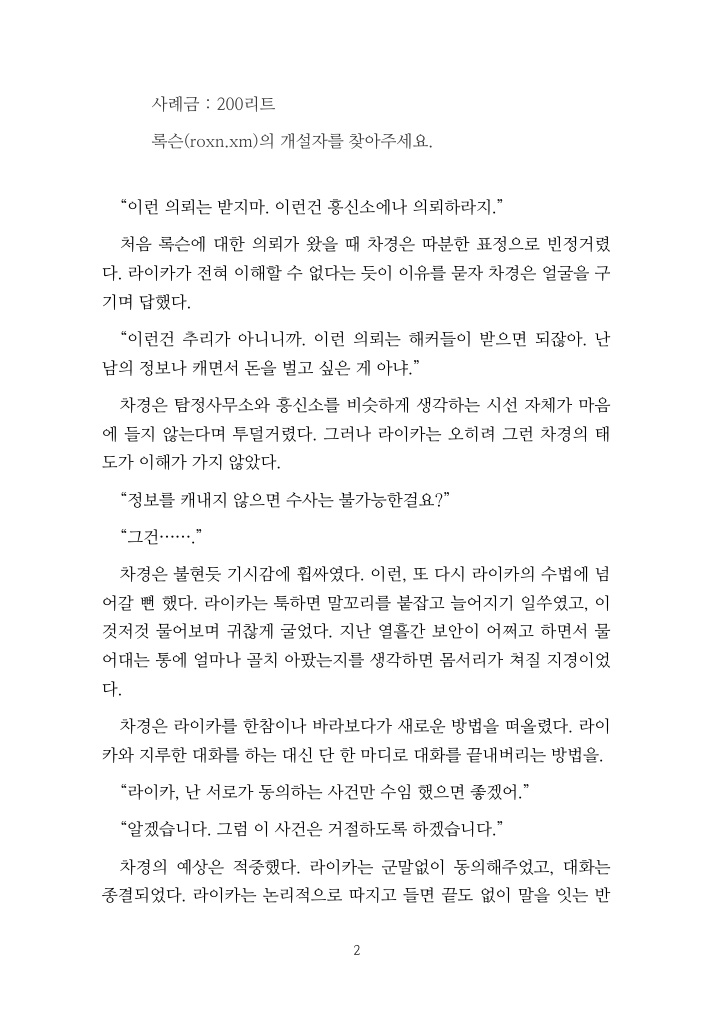 사례금 : 200리트
록슨(roxn.xm)의 개설자를 찾아주세요.
“이런 의뢰는 받지마. 이런건 흥신소에나 의뢰하라지.”
처음 록슨에 대한 의뢰가 왔을 때 차경은 따분한 표정으로 빈정거렸
다. 라이카가 전혀 이해할 수 없다는 듯이 이유를 묻자 차경은 얼굴을 구
기며 답했다.
“이런건 추리가 아니니까. 이런 의뢰는 해커들이 받으면 되잖아. 난
남의 정보나 캐면서 돈을 벌고 싶은 게 아냐.”
차경은 탐정사무소와 흥신소를 비슷하게 생각하는 시선 자체가 마음
에 들지 않는다며 투덜거렸다. 그러나 라이카는 오히려 그런 차경의 태
도가 이해가 가지 않았다.
“정보를 캐내지 않으면 수사는 불가능한걸요?”
“그건…….”
차경은 불현듯 기시감에 휩싸였다. 이런, 또 다시 라이카의 수법에 넘
어갈 뻔 했다. 라이카는 툭하면 말꼬리를 붙잡고 늘어지기 일쑤였고, 이
것저것 물어보며 귀찮게 굴었다. 지난 열흘간 보안이 어쩌고 하면서 물
어대는 통에 얼마나 골치 아팠는지를 생각하면 몸서리가 쳐질 지경이었
다.
차경은 라이카를 한참이나 바라보다가 새로운 방법을 떠올렸다. 라이
카와 지루한 대화를 하는 대신 단 한 마디로 대화를 끝내버리는 방법을.
“라이카, 난 서로가 동의하는 사건만 수임 했으면 좋겠어.”
“알겠습니다. 그럼 이 사건은 거절하도록 하겠습니다.”
차경의 예상은 적중했다. 라이카는 군말없이 동의해주었고, 대화는
종결되었다. 라이카는 논리적으로 따지고 들면 끝도 없이 말을 잇는 반
2